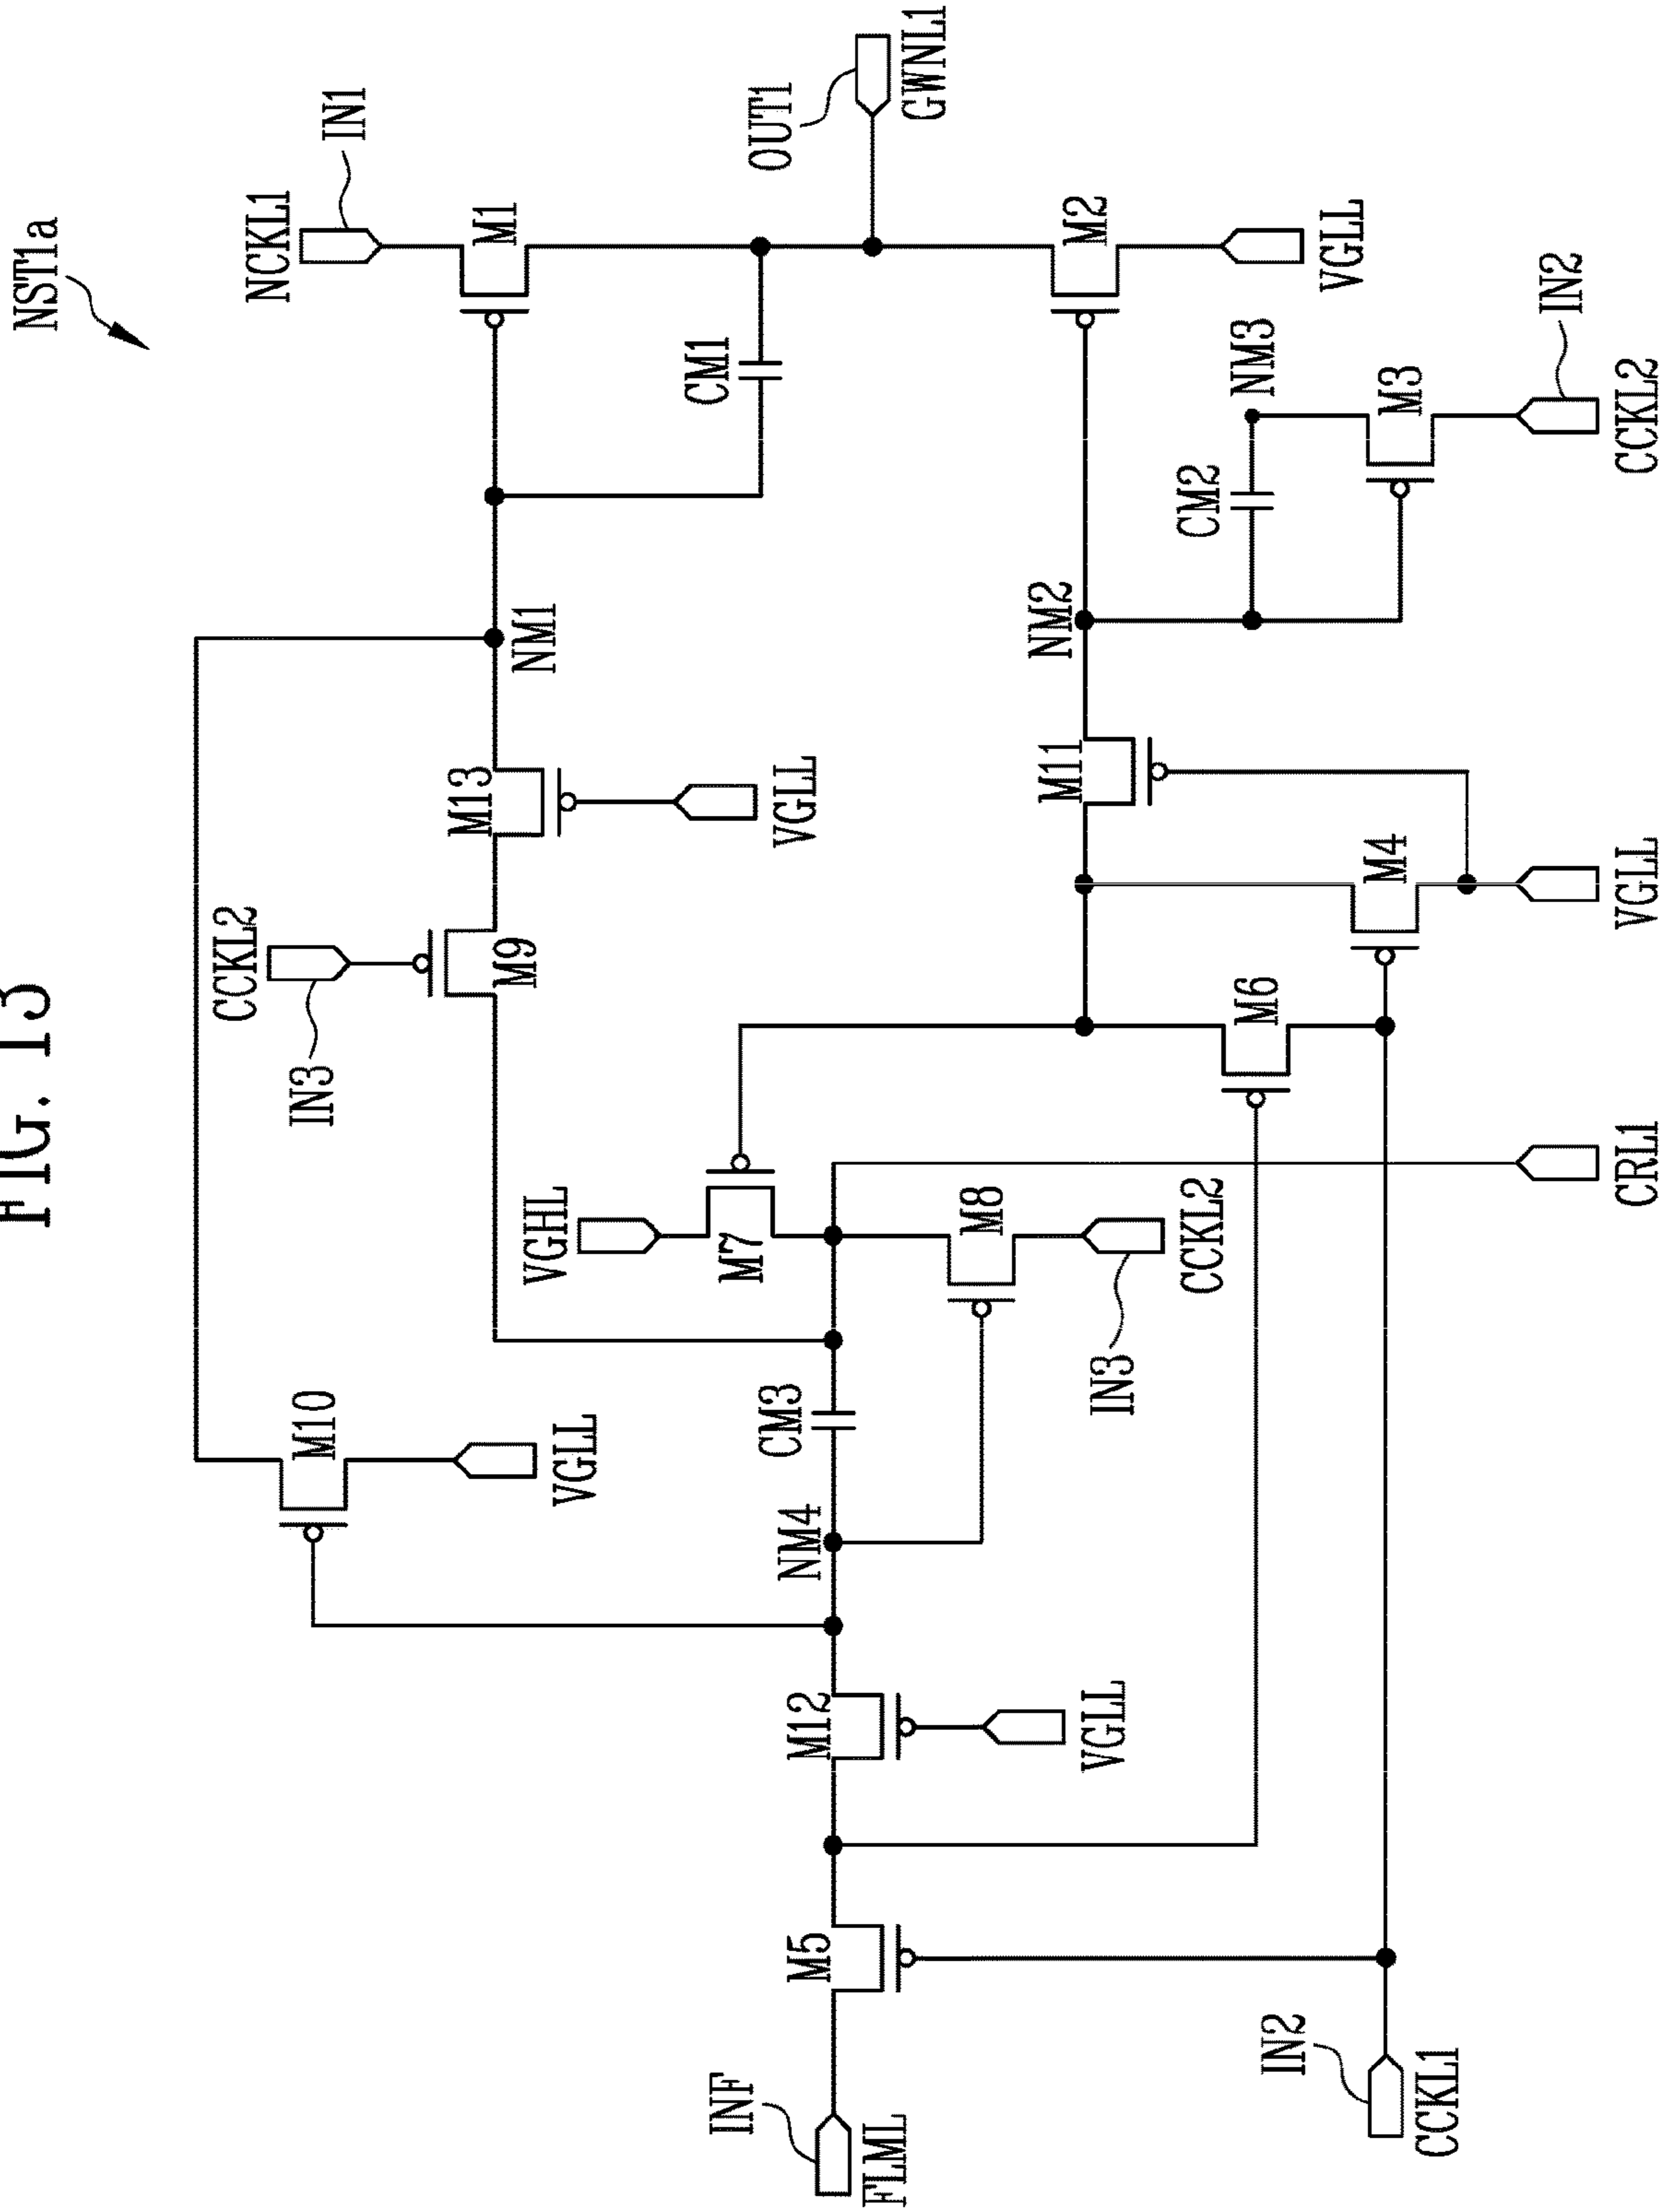 FIG.
NST1a
CCKL2
NCKL1
IN3
M10
IN1
M13
M1
M9
NM1
VGHL
VGLL
CM1
INF
M7
OUT1
CM3
VGLL
NM4
M5
M12
FLML
GWNL1
M8
NM2
M11
M2
VGLL
IN3
CM2
CCKL2
NM3
M6
IN2
VGLL
M4
M3
CCKL1
IN2
CRL1
VGLL
CCKL2